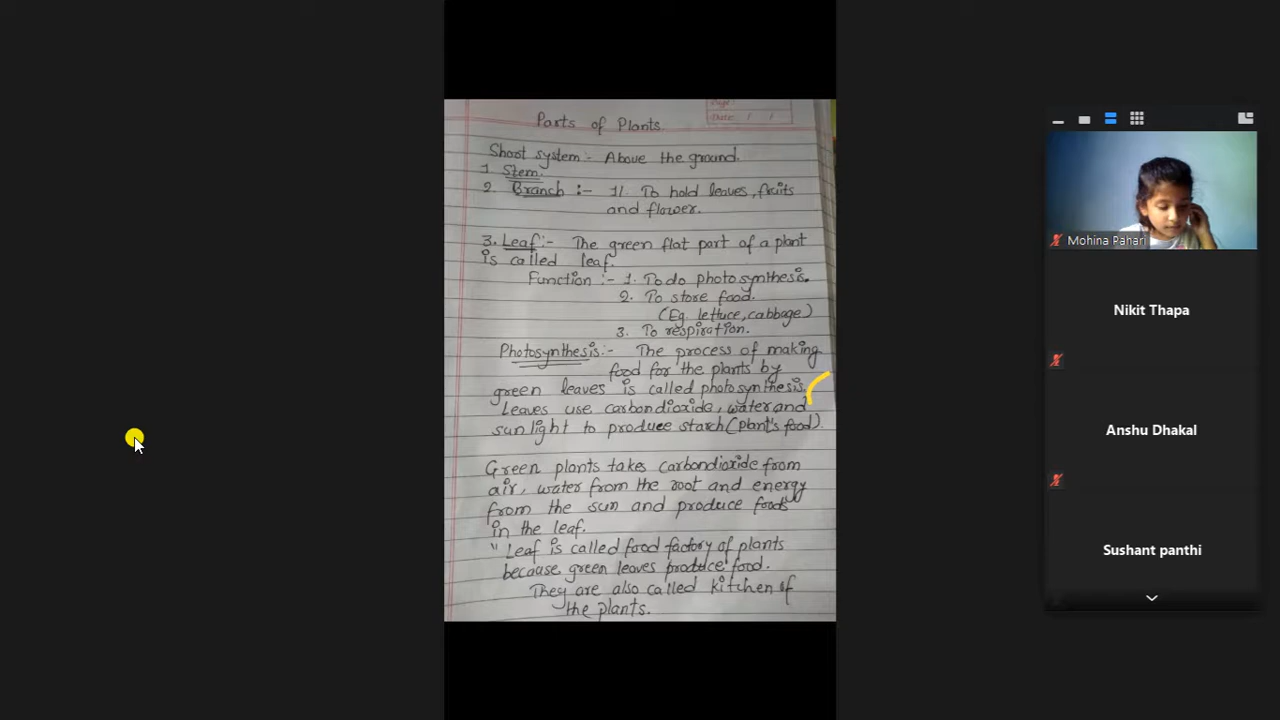 Date: / /
Parts of Plants
Shoot system :- Above the ground.
1 Stem.
2. Branch :- 1/. To hold leaves, fruits
and flower.
3. Leaf :- The green flat part of a plant
is called leaf.
Function :- 1. To do photosynthesis.
2. To store food.
(Eg. lettuce, cabbage)
3. To respiration.
Photosynthesis :- The process of making
food for the plants by
green leaves is called photosynthesis.
Leaves use carbondioxide, water and
sunlight to produce starch (plant's food).
Green plants takes carbondioxide from
air, water from the root and energy
from the sun and produce foods
in the leaf.
" Leaf is called food factory of plants
because green leaves produce food.
They are also called kitchen of
the plants.
Mohina Pahari
Nikit Thapa
Anshu Dhakal
Sushant panthi